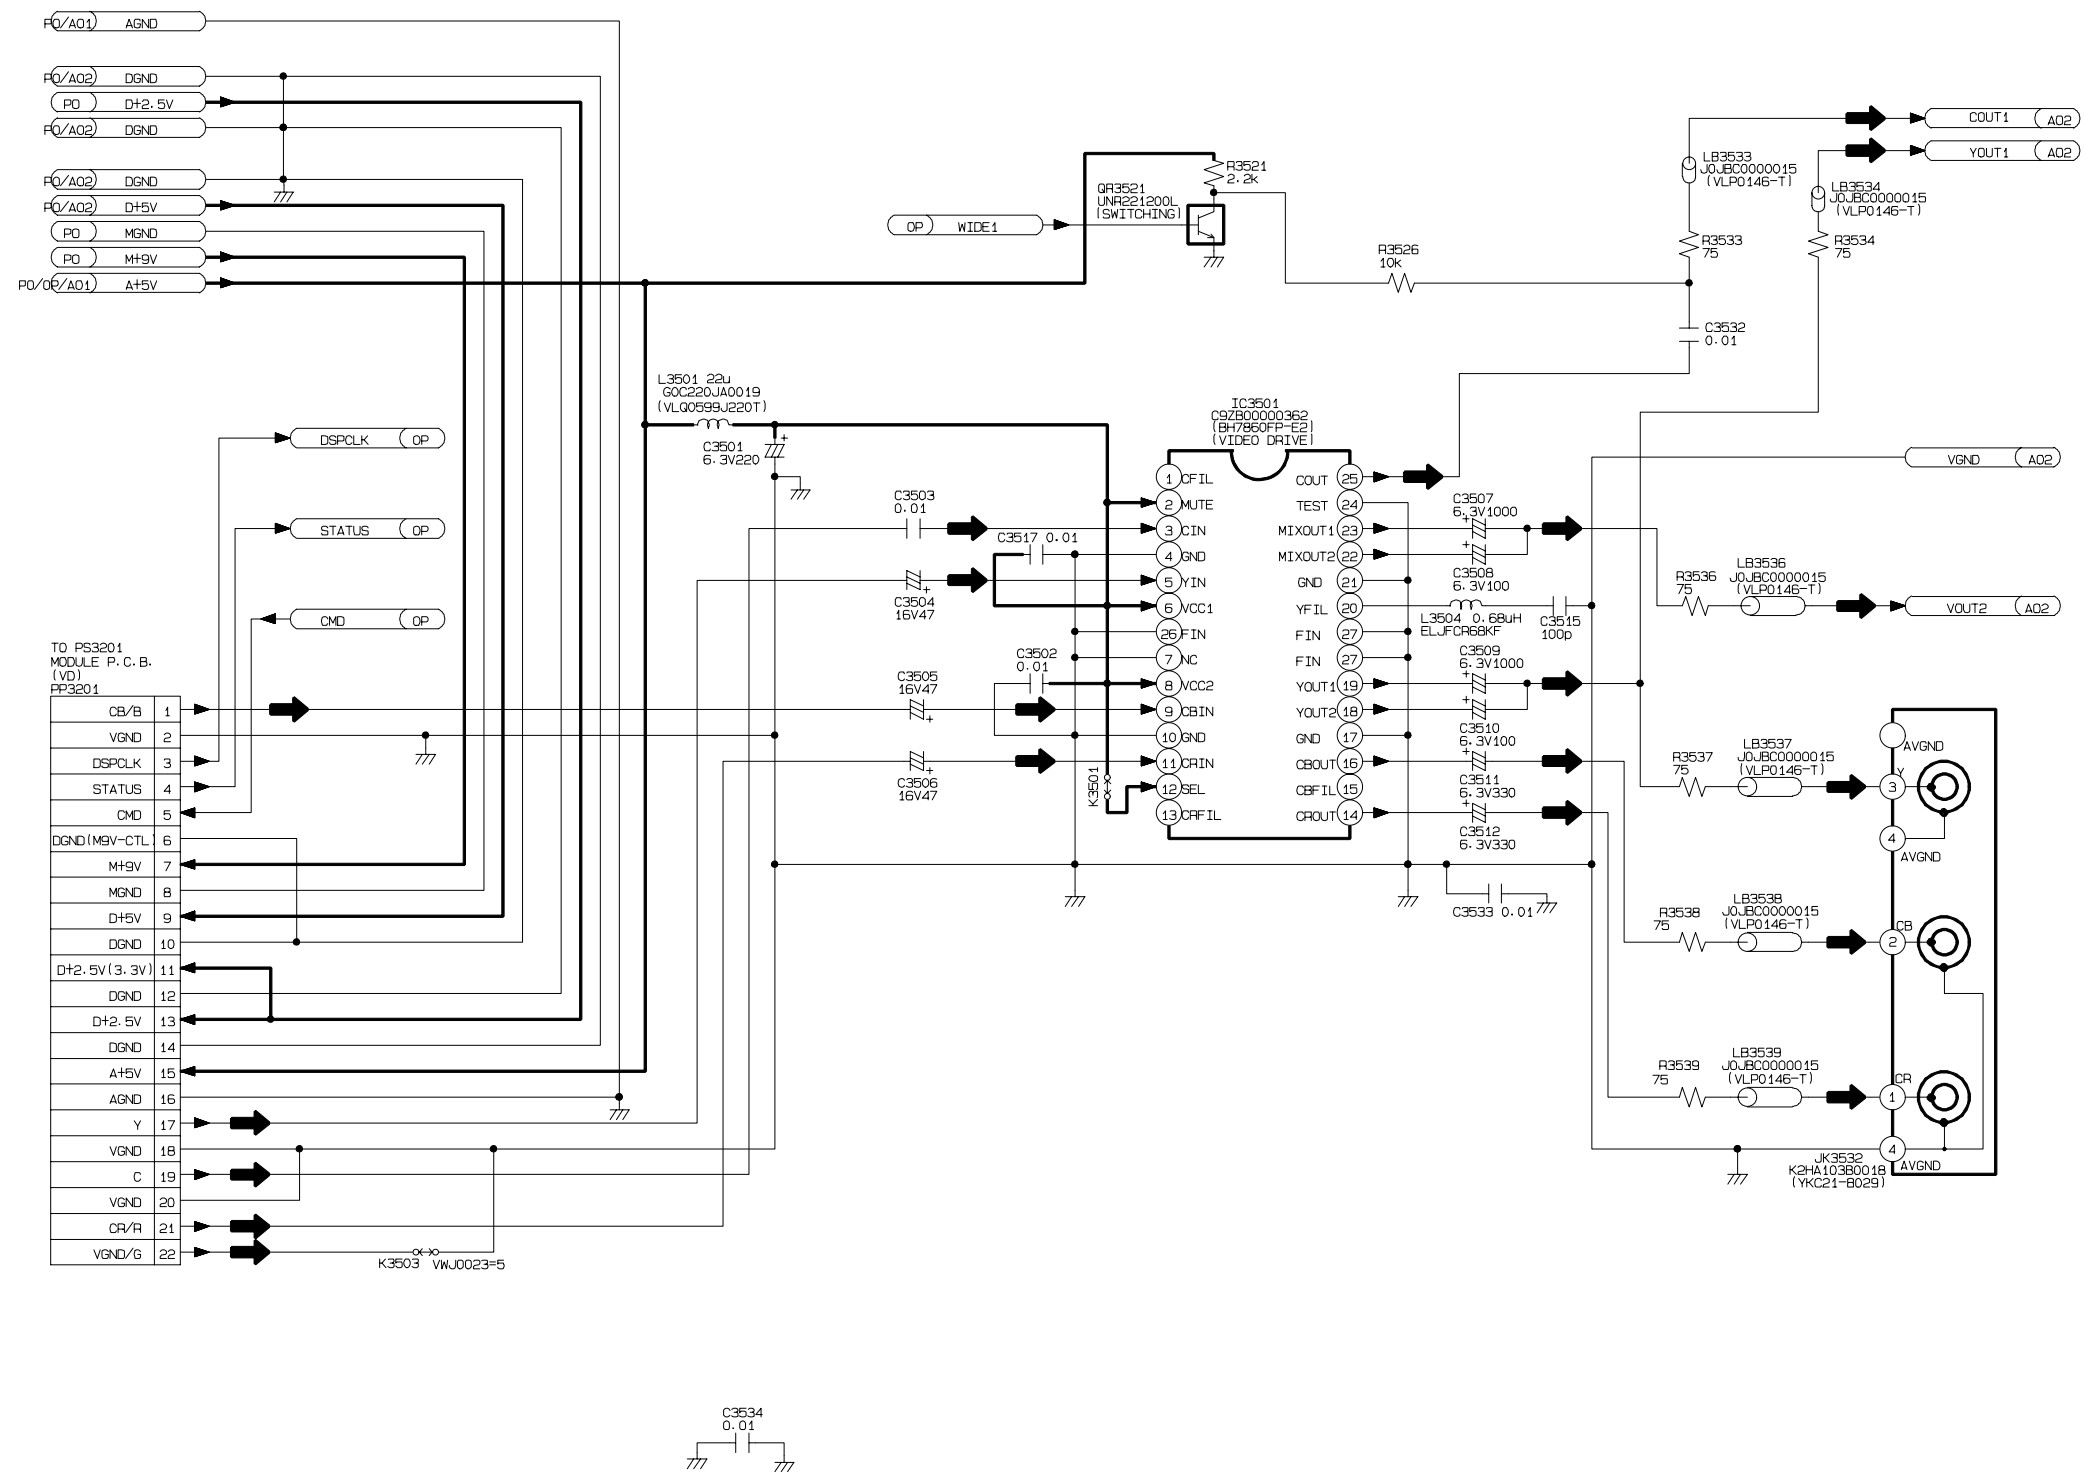 PO/AO1) AGND
PO/AO2) DGND
PO) D+2.5V
PO/AO2) DGND
PO/AO2) DGND
PO/AO2) D+5V
PO) MGND
PO) M+9V
PO/OP/AO1) A+5V
DSPCLK (OP
STATUS (OP
CMD (OP
TO PS3201
MODULE P.C.B.
(VD)
PP3201
CB/B 1
VGND 2
DSPCLK 3
STATUS 4
CMD 5
DGND(M9V-CTL) 6
M+9V 7
MGND 8
D+5V 9
DGND 10
D+2.5V(3.3V) 11
DGND 12
D+2.5V 13
DGND 14
A+5V 15
AGND 16
Y 17
VGND 18
C 19
VGND 20
CR/R 21
VGND/G 22
K3503 VWJ0023=5
L3501 22u
G0C220JA0019
(VLQ0599J220T)
C3501
6.3V220
OP) WIDE1
QR3521
UNR221200L
(SWITCHING)
R3521
2.2k
R3526
10k
C3503
0.01
C3517 0.01
C3504
16V47
C3502
0.01
C3505
16V47
C3506
16V47
K3501
IC3501
C9ZB00000362
(BH7860FP-E2)
(VIDEO DRIVE)
1 CFIL
2 MUTE
3 CIN
4 GND
5 YIN
6 VCC1
26 FIN
7 NC
8 VCC2
9 CBIN
10 GND
11 CRIN
12 SEL
13 CRFIL
COUT 25
TEST 24
MIXOUT1 23
MIXOUT2 22
GND 21
YFIL 20
FIN 27
FIN 27
YOUT1 19
YOUT2 18
GND 17
CBOUT 16
CBFIL 15
CROUT 14
C3507
6.3V1000
C3508
6.3V100
L3504 0.68uH
ELJFCR68KF
C3515
100p
C3509
6.3V1000
C3510
6.3V100
C3511
6.3V330
C3512
6.3V330
C3533 0.01
LB3533
J0JBC0000015
(VLP0146-T)
R3533
75
C3532
0.01
LB3534
J0JBC0000015
(VLP0146-T)
R3534
75
COUT1 (AO2
YOUT1 (AO2
VGND (AO2
R3536
75
LB3536
J0JBC0000015
(VLP0146-T)
VOUT2 (AO2
R3537
75
LB3537
J0JBC0000015
(VLP0146-T)
AVGND
Y
3
4
AVGND
R3538
75
LB3538
J0JBC0000015
(VLP0146-T)
CB
2
R3539
75
LB3539
J0JBC0000015
(VLP0146-T)
CR
1
4
AVGND
JK3532
K2HA103B0018
(YKC21-B029)
C3534
0.01